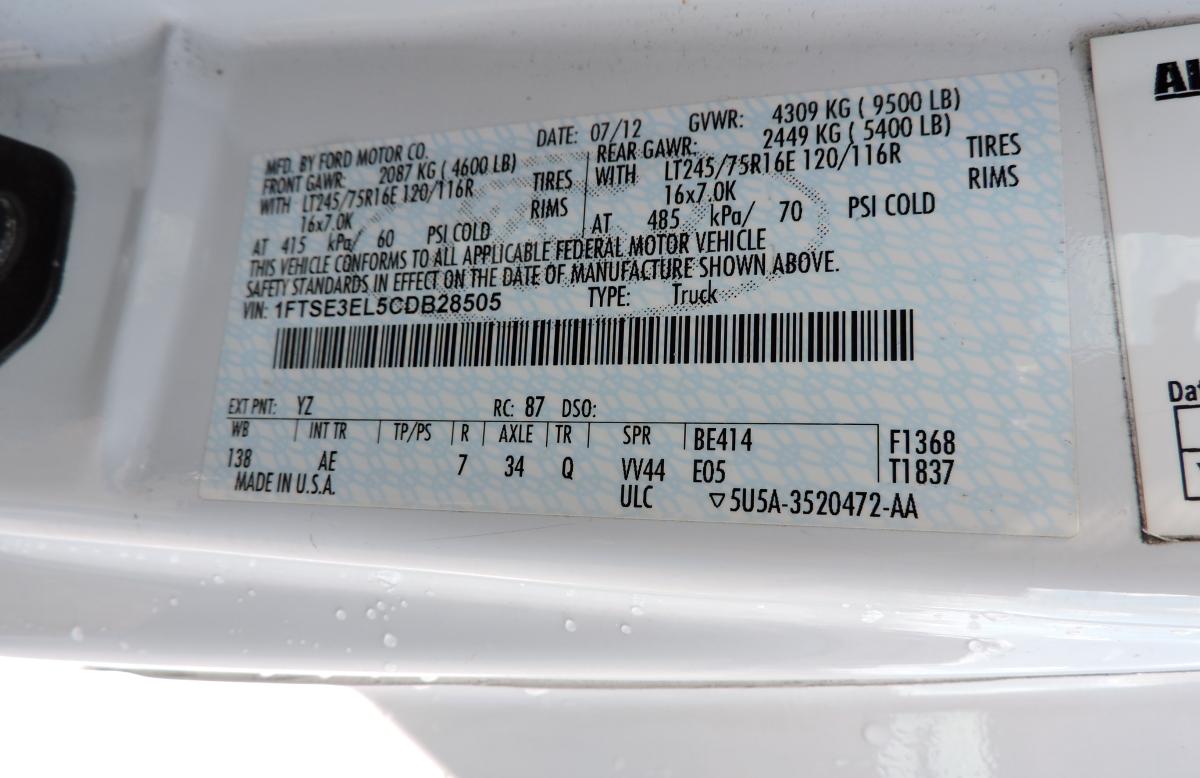 MFD. BY FORD MOTOR CO.
DATE: 07/12
GVWR: 4309 KG ( 9500 LB)
FRONT GAWR: 2087 KG ( 4600 LB)
REAR GAWR: 2449 KG ( 5400 LB)
WITH LT245/75R16E 120/116R TIRES
WITH LT245/75R16E 120/116R TIRES
16x7.0K RIMS
16x7.0K RIMS
AT 415 kPa/ 60 PSI COLD
AT 485 kPa/ 70 PSI COLD
THIS VEHICLE CONFORMS TO ALL APPLICABLE FEDERAL MOTOR VEHICLE
SAFETY STANDARDS IN EFFECT ON THE DATE OF MANUFACTURE SHOWN ABOVE.
VIN: 1FTSE3EL5CDB28505 TYPE: Truck
EXT PNT: YZ RC: 87 DSO:
WB INT TR TP/PS R AXLE TR SPR BE414 F1368
138 AE 7 34 Q VV44 E05 T1837
MADE IN U.S.A. ULC ▽5U5A-3520472-AA